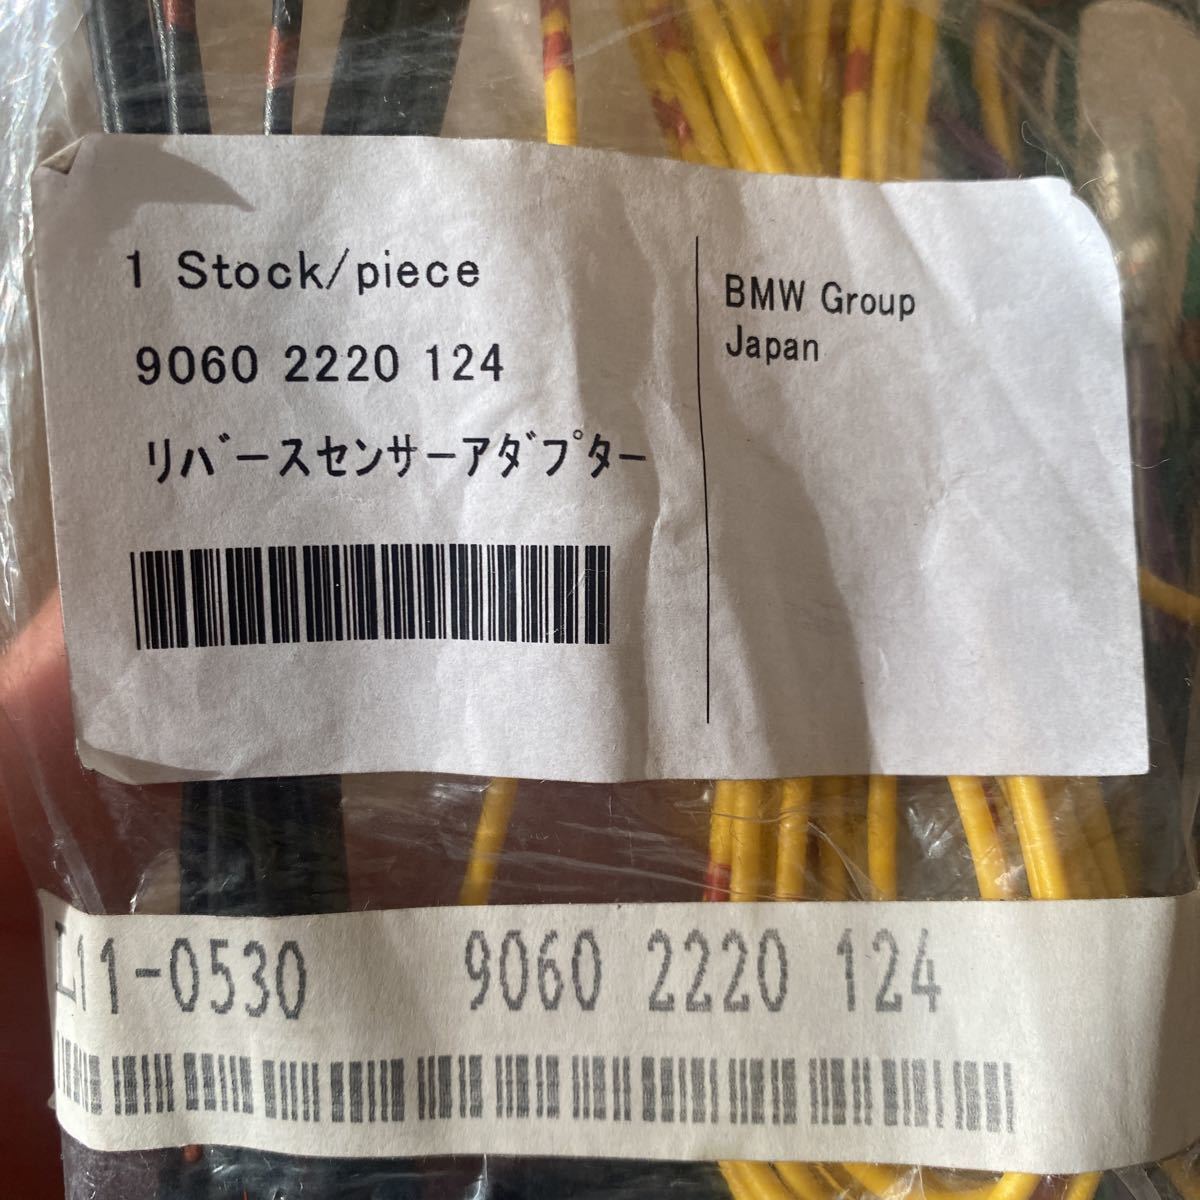 1 Stock/piece
9060 2220 124
リバースセンサーアダプター
BMW Group
Japan
L11-0530 9060 2220 124